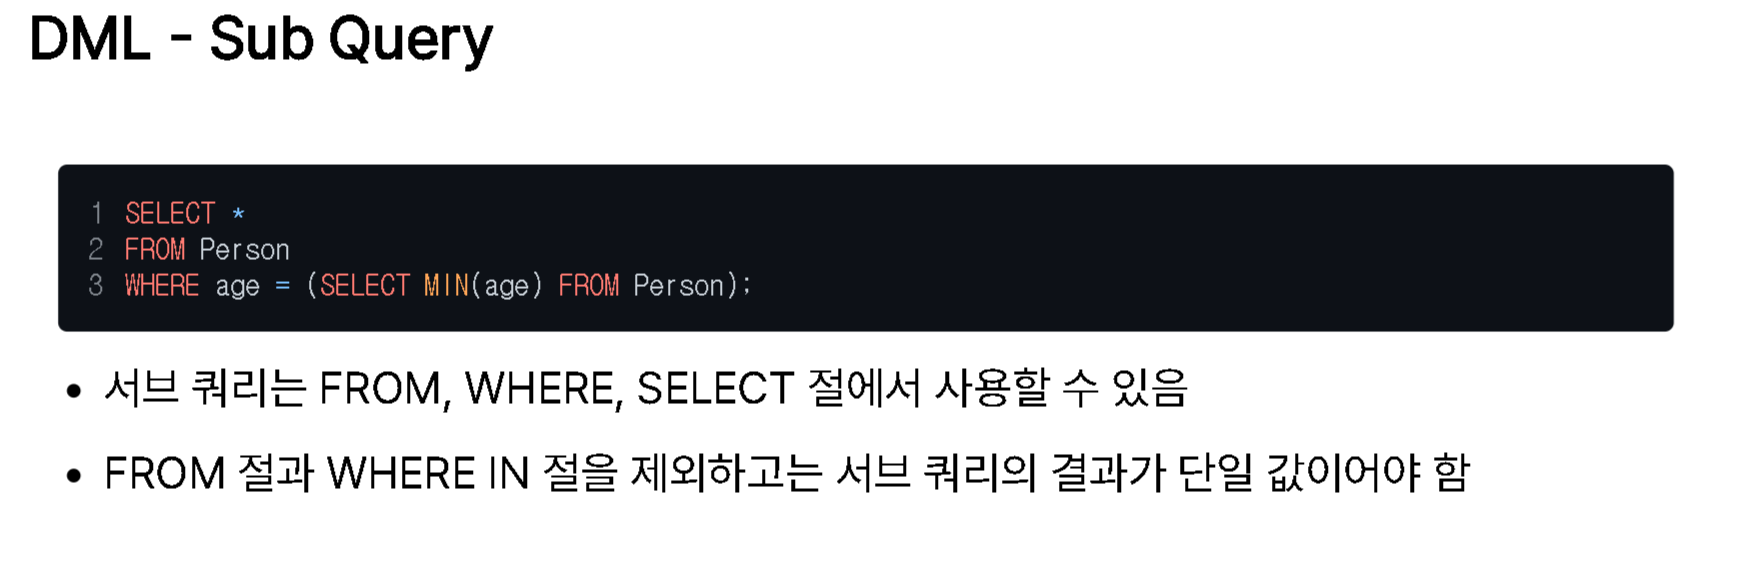 DML - Sub Query
1 SELECT *
2 FROM Person
3 WHERE age = (SELECT MIN(age) FROM Person);
• 서브 쿼리는 FROM, WHERE, SELECT 절에서 사용할 수 있음
• FROM 절과 WHERE IN 절을 제외하고는 서브 쿼리의 결과가 단일 값이어야 함